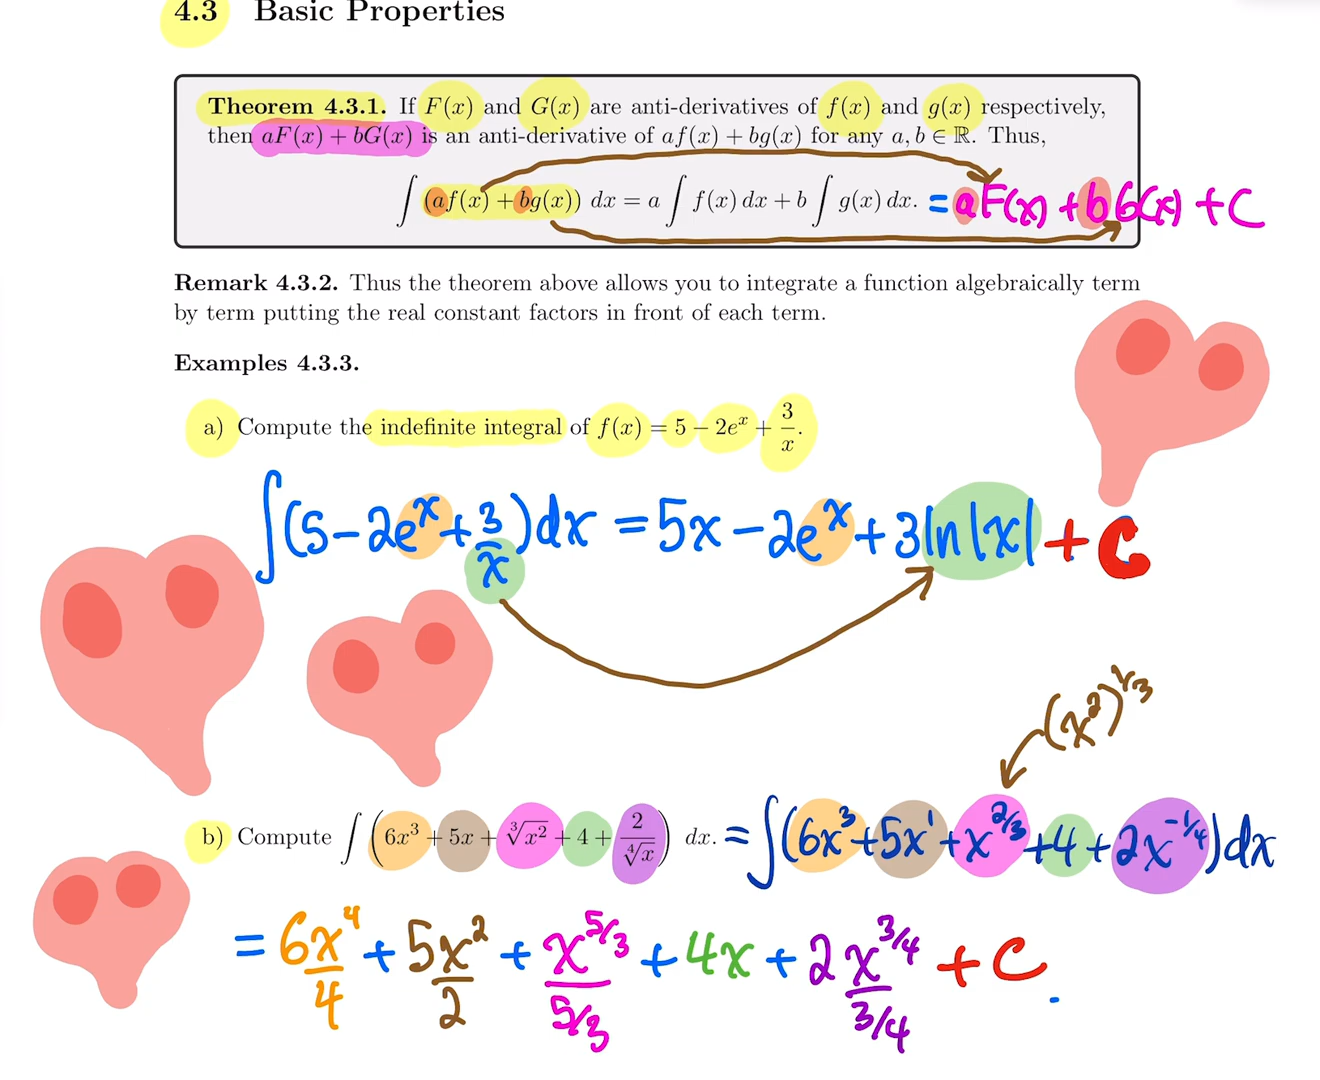 4.3 Basic Properties
Theorem 4.3.1. If F(x) and G(x) are anti-derivatives of f(x) and g(x) respectively,
then aF(x) + bG(x) is an anti-derivative of af(x) + bg(x) for any a, b ∈ ℝ. Thus,
∫ (af(x) + bg(x)) dx = a ∫ f(x) dx + b ∫ g(x) dx. = aF(x) + bG(x) + C
Remark 4.3.2. Thus the theorem above allows you to integrate a function algebraically term
by term putting the real constant factors in front of each term.
Examples 4.3.3.
a) Compute the indefinite integral of f(x) = 5 − 2eˣ + 3/x.
∫(5 − 2eˣ + 3/x)dx = 5x − 2eˣ + 3ln|x| + C
(x²)^(1/3)
b) Compute ∫ (6x³ + 5x + ∛(x²) + 4 + 2/∜x) dx. = ∫(6x³ + 5x¹ + x^(2/3) + 4 + 2x^(-1/4))dx
= 6x⁴/4 + 5x²/2 + x^(5/3)/(5/3) + 4x + 2x^(3/4)/(3/4) + C.